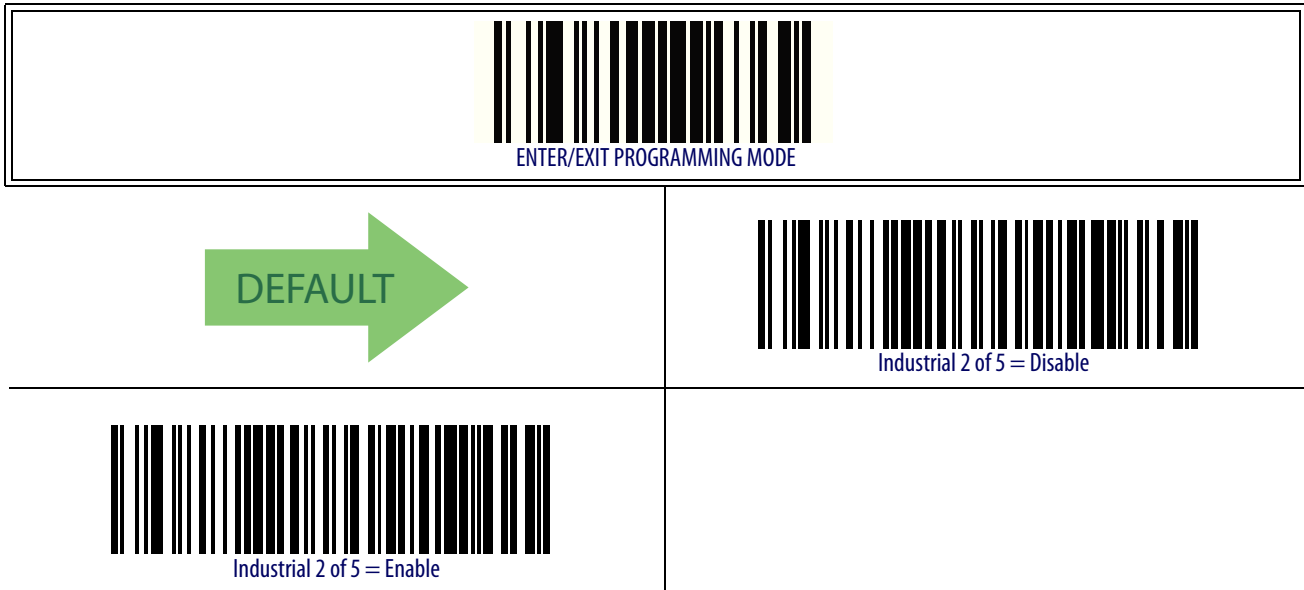 ENTER/EXIT PROGRAMMING MODE
DEFAULT
Industrial 2 of 5 = Disable
Industrial 2 of 5 = Enable